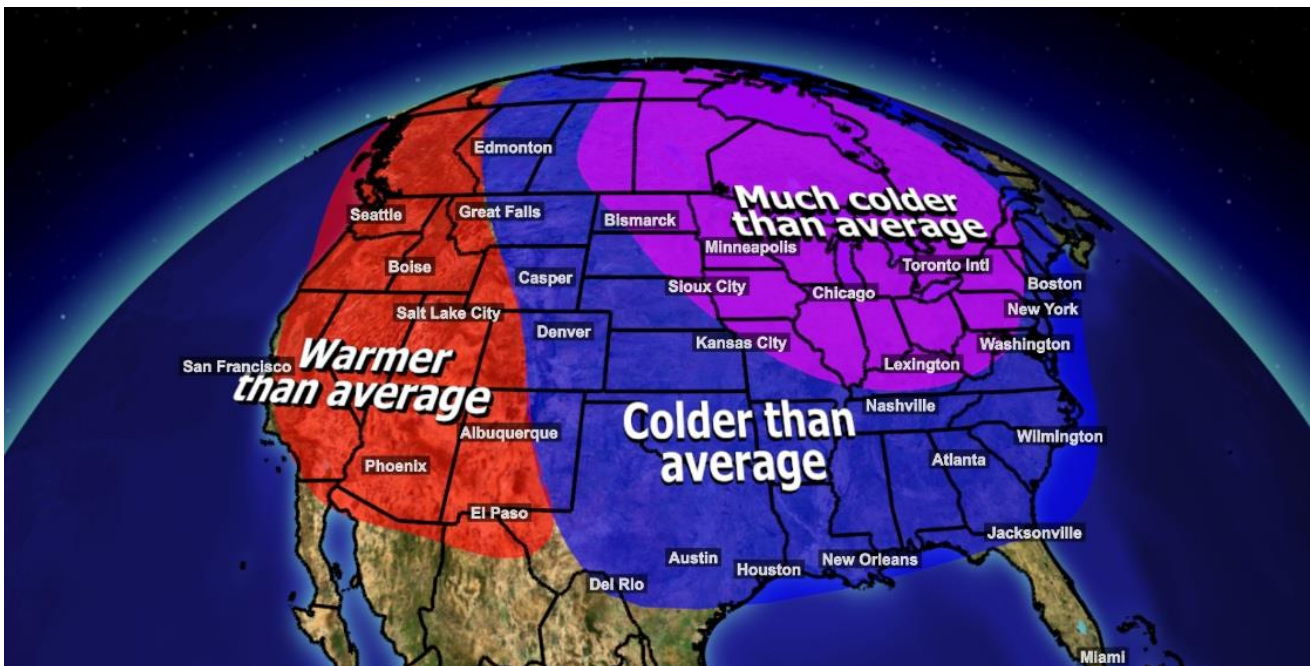 Edmonton
Much colder
than average
Seattle
Great Falls
Bismarck
Minneapolis
Boise
Casper
Toronto Intl
Sioux City
Chicago
Boston
Salt Lake City
New York
Denver
Kansas City
Washington
San Francisco
Warmer
than average
Lexington
Nashville
Colder than
average
Albuquerque
Wilmington
Phoenix
Atlanta
El Paso
Jacksonville
Austin
Houston
New Orleans
Del Rio
Miami